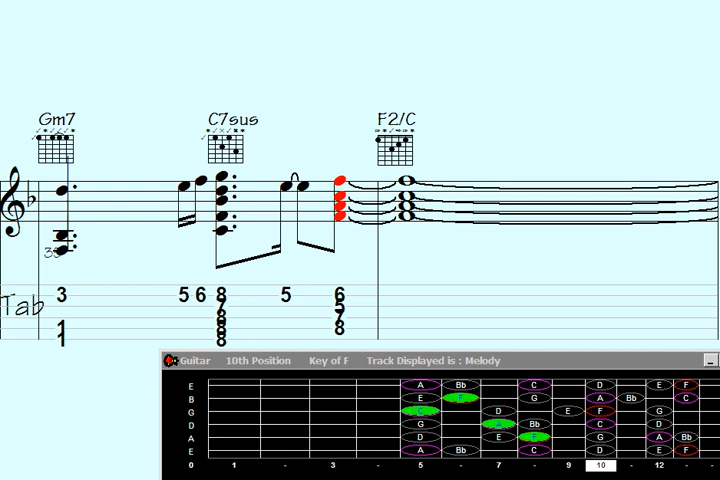 Gm7 C7sus F2/C
3 5 6 8 5 6
7 5
8 7
1 8 8
1 8
Tab
Guitar 10th Position Key of F Track Displayed is : Melody
E A Bb C D E F
B E F G A Bb C
G C D E F G
D G A Bb C D
A D E F G A Bb
E A Bb C D E F
0 1 - 3 - 5 - 7 - 9 10 - 12 - -